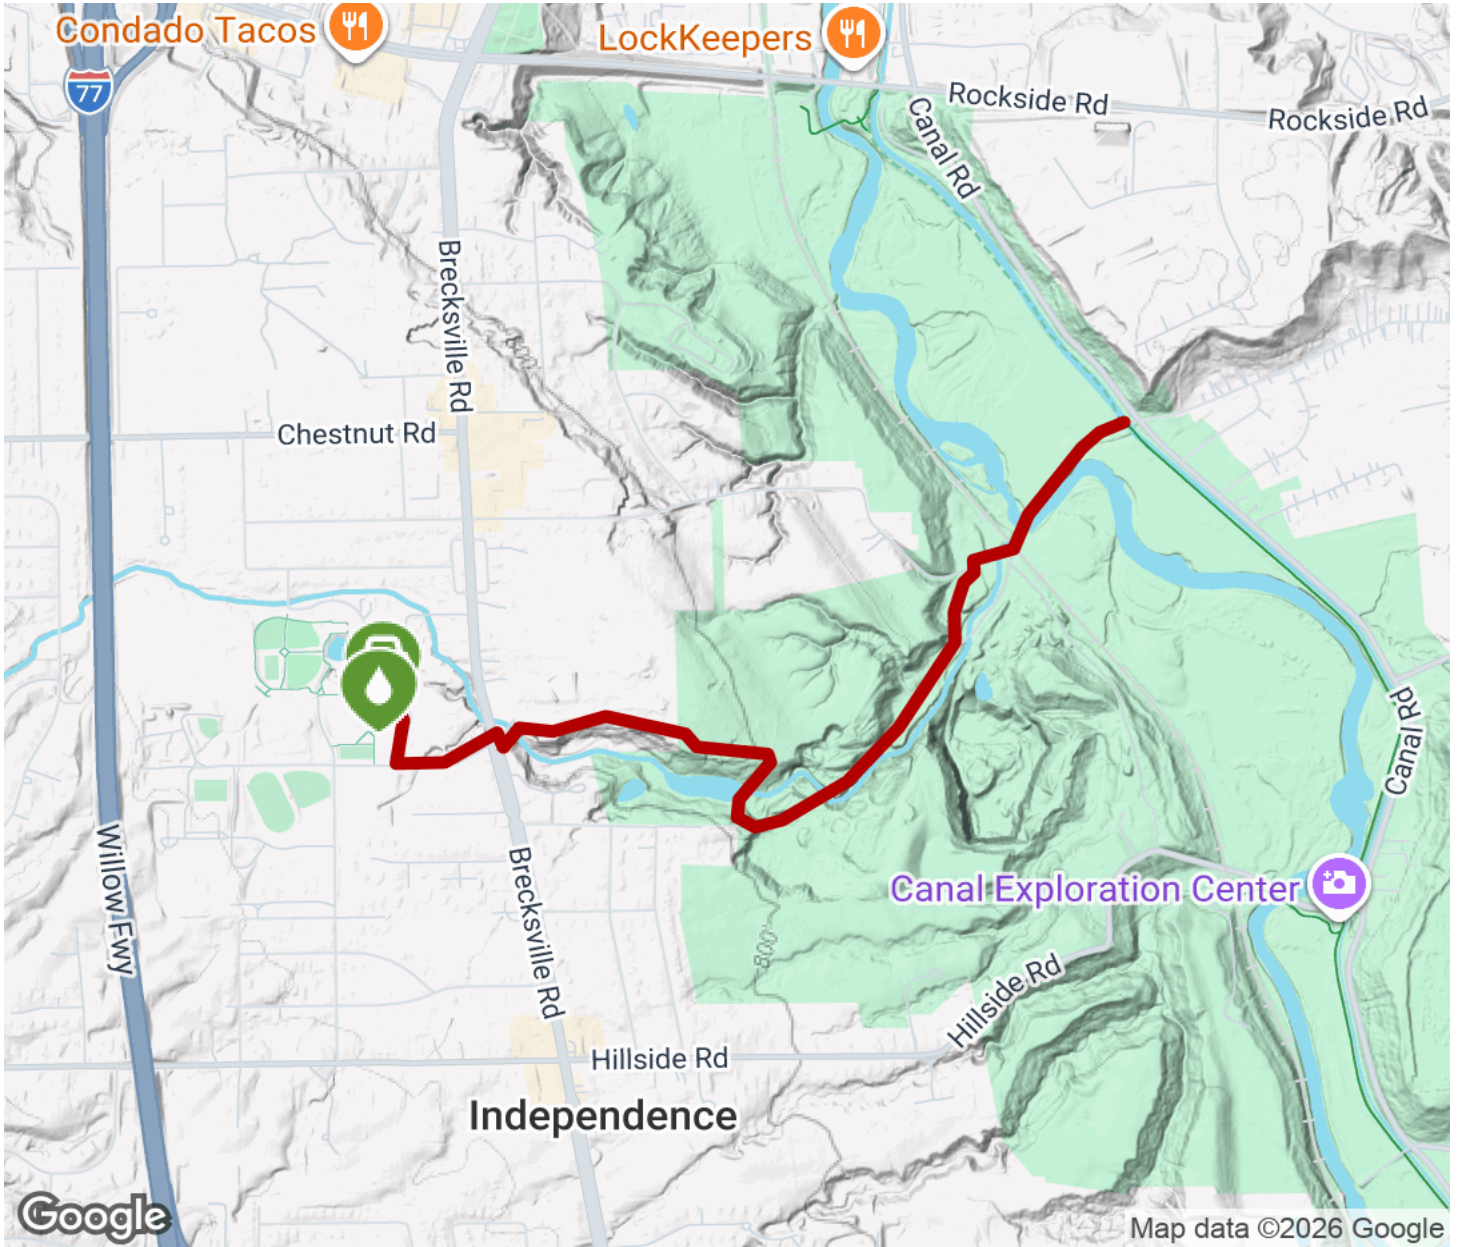 Condado Tacos
LockKeepers
77
Rockside Rd
Rockside Rd
Canal Rd
Brecksville Rd
Chestnut Rd
Canal Rd
Willow Fwy
Brecksville Rd
Canal Exploration Center
800'
Hillside Rd
Hillside Rd
Independence
Google
Map data ©2026 Google